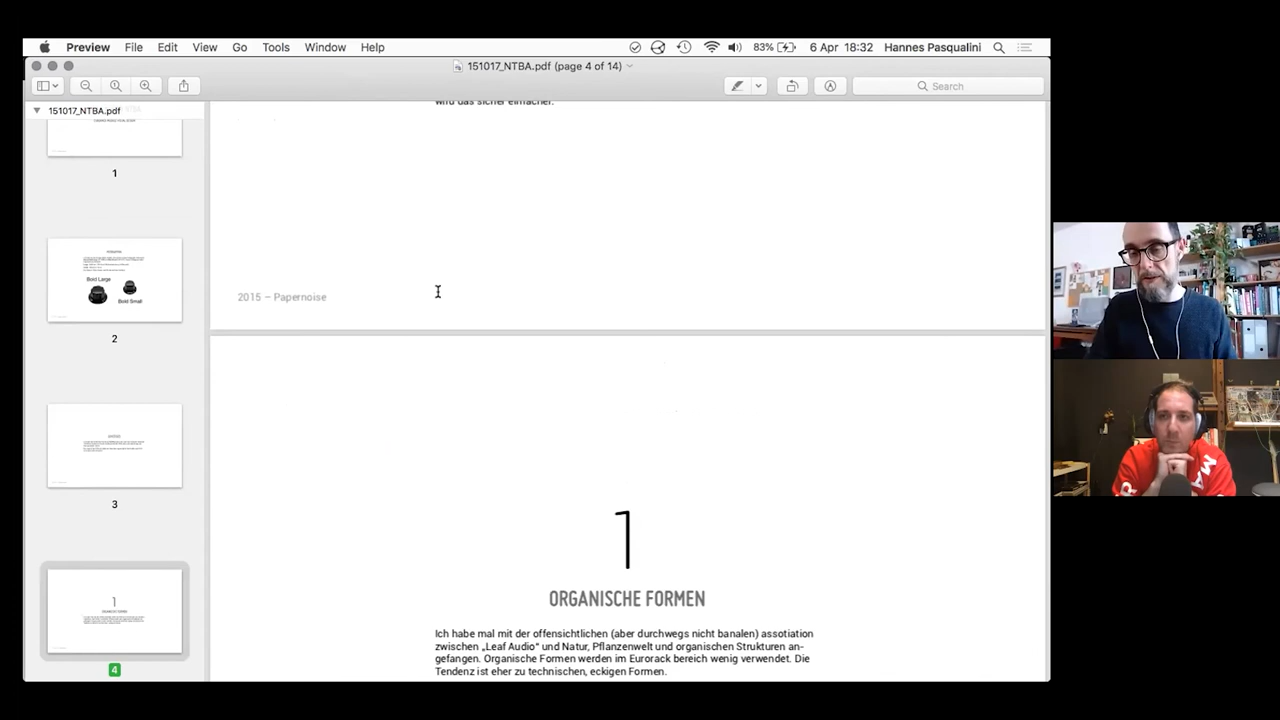 Preview File Edit View Go Tools Window Help 83% 6 Apr 18:32 Hannes Pasqualini
151017_NTBA.pdf (page 4 of 14)
Search
151017_NTBA.pdf
1
Bold Large
Bold Small
2
3
1
4
wird das sicher einfacher.
2015 – Papernoise
1
ORGANISCHE FORMEN
Ich habe mal mit der offensichtlichen (aber durchwegs nicht banalen) assotiation
zwischen „Leaf Audio" und Natur, Pflanzenwelt und organischen Strukturen an-
gefangen. Organische Formen werden im Eurorack bereich wenig verwendet. Die
Tendenz ist eher zu technischen, eckigen Formen.